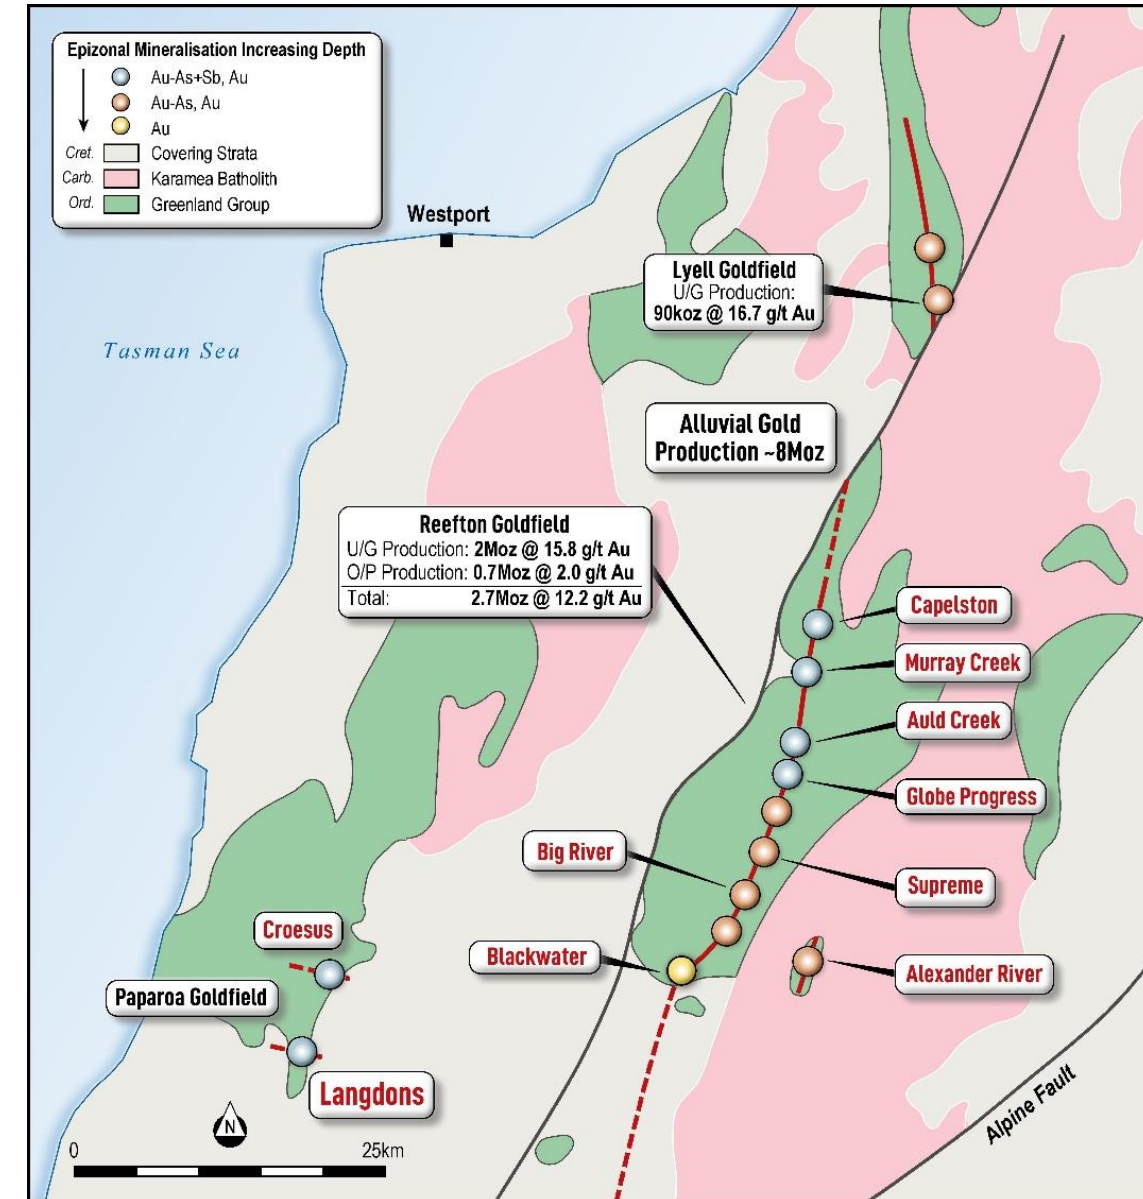 Epizonal Mineralisation Increasing Depth
Au-As+Sb, Au
Au-As, Au
Au
Cret. Covering Strata
Carb. Karamea Batholith
Ord. Greenland Group
Westport
Lyell Goldfield
U/G Production:
90koz @ 16.7 g/t Au
Tasman Sea
Alluvial Gold
Production ~8Moz
Reefton Goldfield
U/G Production: 2Moz @ 15.8 g/t Au
O/P Production: 0.7Moz @ 2.0 g/t Au
Total: 2.7Moz @ 12.2 g/t Au
Capelston
Murray Creek
Auld Creek
Globe Progress
Big River
Supreme
Croesus
Blackwater
Alexander River
Paparoa Goldfield
Langdons
Alpine Fault
N
0 25km